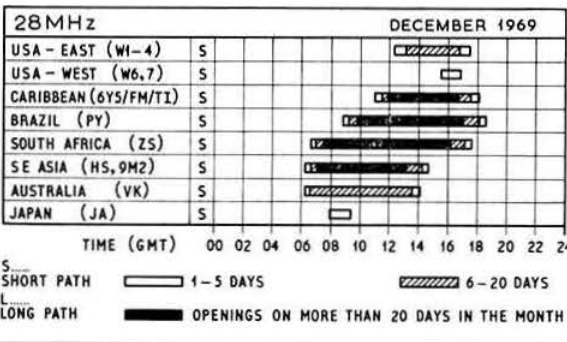 28MHz DECEMBER 1969
USA-EAST (W1-4) S
USA-WEST (W6,7) S
CARIBBEAN (6Y5/FM/TI) S
BRAZIL (PY) S
SOUTH AFRICA (ZS) S
SE ASIA (HS,9M2) S
AUSTRALIA (VK) S
JAPAN (JA) S
TIME (GMT) 00 02 04 06 08 10 12 14 16 18 20 22 24
S......
SHORT PATH 1-5 DAYS 6-20 DAYS
L......
LONG PATH OPENINGS ON MORE THAN 20 DAYS IN THE MONTH